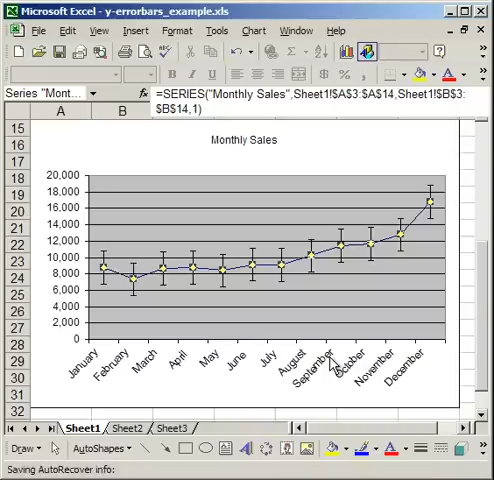 Microsoft Excel - y-errorbars_example.xls
File Edit View Insert Format Tools Chart Window
Help
Series "Mont... fx =SERIES("Monthly Sales",Sheet1!$A$3:$A$14,Sheet1!$B$3:
$B$14,1)
A B
15
16
17
18
19
20
21
22
23
24
25
26
27
28
29
30
31
32
Monthly Sales
20,000
18,000
16,000
14,000
12,000
10,000
8,000
6,000
4,000
2,000
0
January February March April May June July August September October November December
Sheet1 Sheet2 Sheet3
Draw AutoShapes
Saving AutoRecover info: